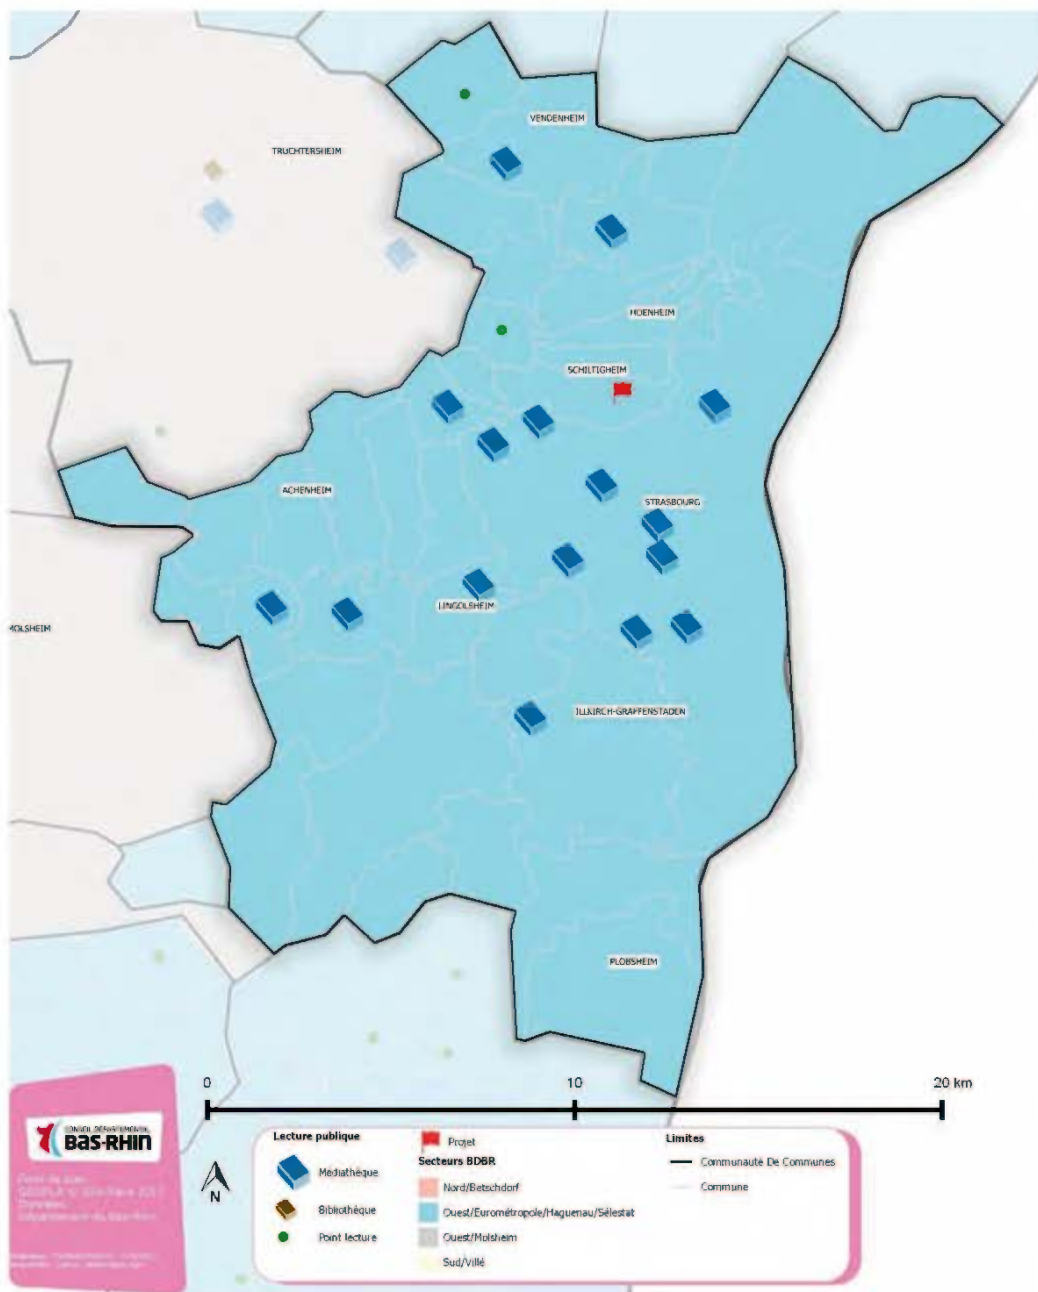 VENDENHEIM
TRUCHTERSHEIM
HOENHEIM
SCHILTIGHEIM
ACHENHEIM
STRASBOURG
LINGOLSHEIM
MOLSHEIM
ILLKIRCH-GRAFFENSTADEN
PLOBSHEIM
0 10 20 km
CONSEIL DÉPARTEMENTAL
BAS-RHIN
N
Lecture publique
Médiathèque
Bibliothèque
Point lecture
Projet
Secteurs BDBR
Nord/Betschdorf
Ouest/Eurométropole/Haguenau/Sélestat
Ouest/Molsheim
Sud/Villé
Limites
Communauté De Communes
Commune